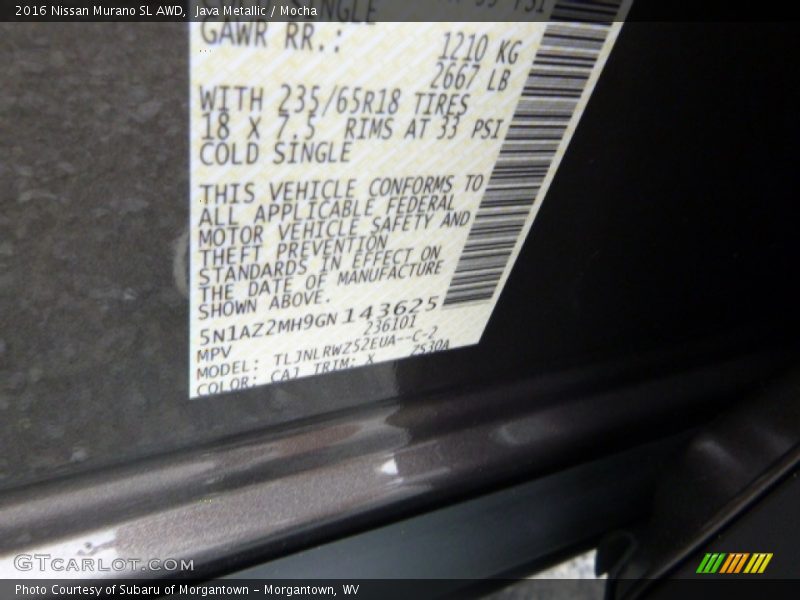 2016 Nissan Murano SL AWD, Java Metallic / Mocha
GAWR RR.: 1210 KG
2667 LB
WITH 235/65R18 TIRES
18 X 7.5 RIMS AT 33 PSI
COLD SINGLE
THIS VEHICLE CONFORMS TO
ALL APPLICABLE FEDERAL
MOTOR VEHICLE SAFETY AND
THEFT PREVENTION
STANDARDS IN EFFECT ON
THE DATE OF MANUFACTURE
SHOWN ABOVE.
5N1AZ2MH9GN143625
MPV 236101
MODEL: TLJNLRWZ52EUA--C-2
COLOR: CAJ TRIM: X Z530A
GTCarLot.com
Photo Courtesy of Subaru of Morgantown - Morgantown, WV